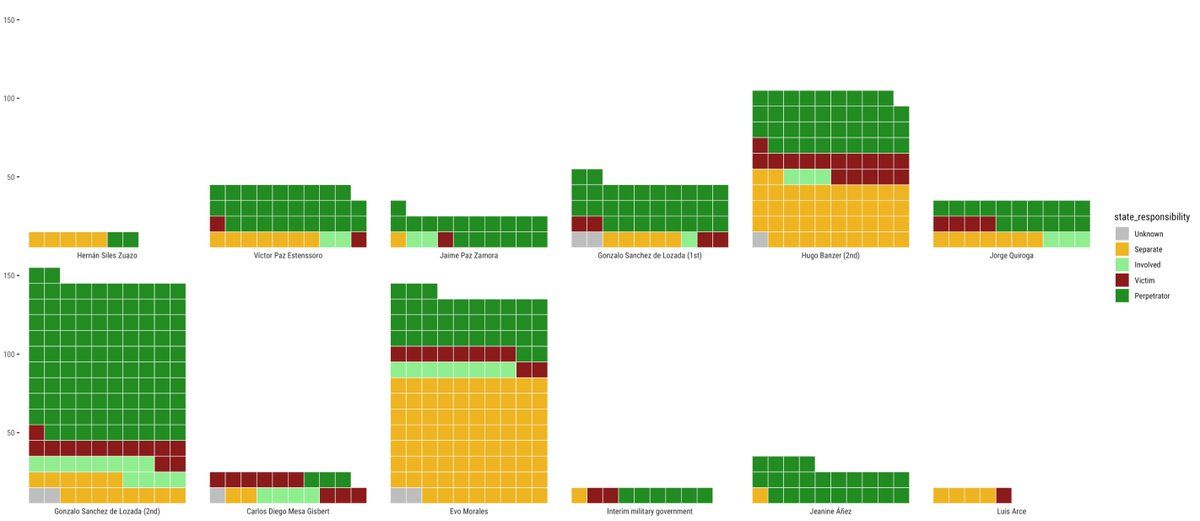 150
100
50
Hernán Siles Zuazo
Víctor Paz Estenssoro
Jaime Paz Zamora
Gonzalo Sanchez de Lozada (1st)
Hugo Banzer (2nd)
Jorge Quiroga
150
100
50
Gonzalo Sanchez de Lozada (2nd)
Carlos Diego Mesa Gisbert
Evo Morales
Interim military government
Jeanine Áñez
Luis Arce
state_responsibility
Unknown
Separate
Involved
Victim
Perpetrator